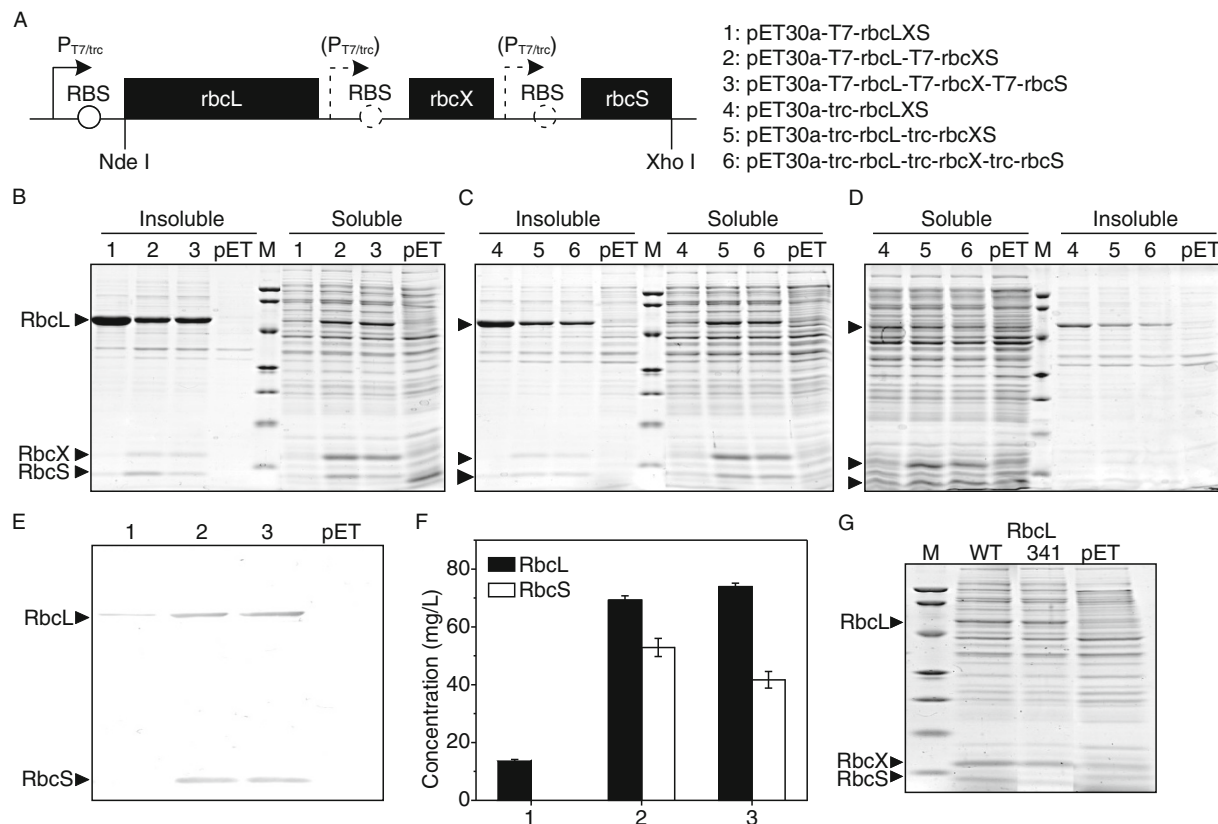 A
P T7/trc
(P T7/trc)
(P T7/trc)
RBS
RBS
RBS
rbcL
rbcX
rbcS
Nde I
Xho I
1: pET30a-T7-rbcLXS
2: pET30a-T7-rbcL-T7-rbcXS
3: pET30a-T7-rbcL-T7-rbcX-T7-rbcS
4: pET30a-trc-rbcLXS
5: pET30a-trc-rbcL-trc-rbcXS
6: pET30a-trc-rbcL-trc-rbcX-trc-rbcS
B
Insoluble
Soluble
1 2 3 pET M 1 2 3 pET
RbcL
RbcX
RbcS
C
Insoluble
Soluble
4 5 6 pET M 4 5 6 pET
D
Soluble
Insoluble
4 5 6 pET M 4 5 6 pET
E
1 2 3 pET
RbcL
RbcS
F
RbcL
RbcS
Concentration (mg/L)
80
60
40
20
0
1 2 3
G
RbcL
M WT 341 pET
RbcL
RbcX
RbcS